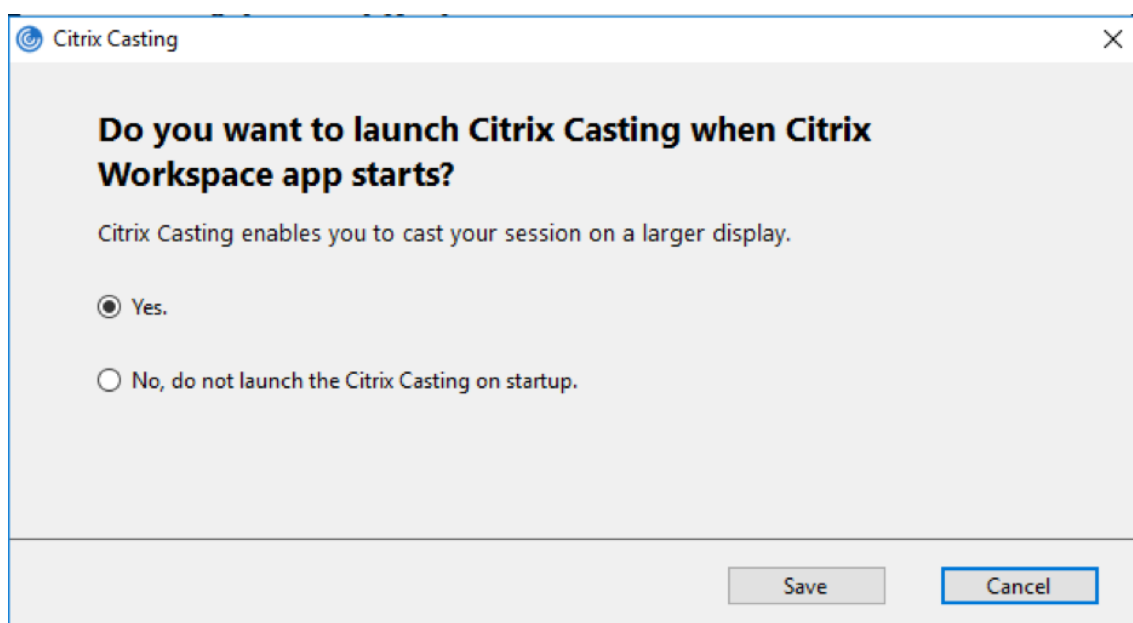 Citrix Casting
Do you want to launch Citrix Casting when Citrix
Workspace app starts?
Citrix Casting enables you to cast your session on a larger display.
Yes.
No, do not launch the Citrix Casting on startup.
Save
Cancel